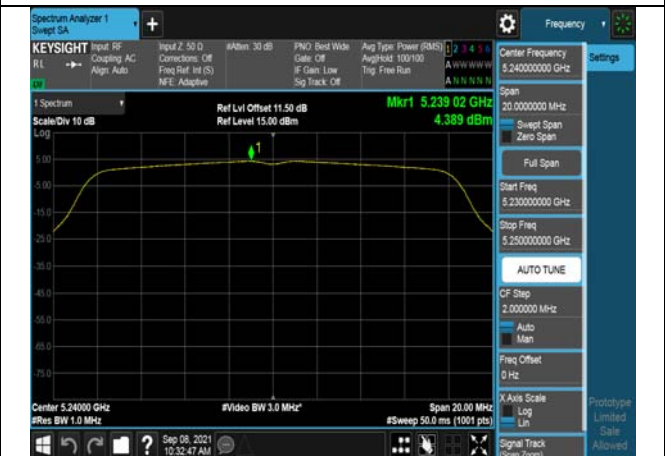 Spectrum Analyzer 1
Swept SA
+
Frequency
KEYSIGHT
RL
Input: RF
Coupling: AC
Align: Auto
Input Z: 50 Ω
Corrections: Off
Freq Ref: Int (S)
NFE: Adaptive
#Atten: 30 dB
PNO: Best Wide
Gate: Off
IF Gain: Low
Sig Track: Off
Avg Type: Power (RMS)
Avg|Hold: 100/100
Trig: Free Run
1 2 3 4 5 6
A W W W W W
A N N N N N
1 Spectrum
Scale/Div 10 dB
Log
Ref Lvl Offset 11.50 dB
Ref Level 15.00 dBm
Mkr1 5.239 02 GHz
4.389 dBm
1
5.00
-5.00
-15.0
-25.0
-35.0
-45.0
-55.0
-65.0
-75.0
Center 5.24000 GHz
#Res BW 1.0 MHz
#Video BW 3.0 MHz*
Span 20.00 MHz
#Sweep 50.0 ms (1001 pts)
Center Frequency
5.240000000 GHz
Settings
Span
20.0000000 MHz
Swept Span
Zero Span
Full Span
Start Freq
5.230000000 GHz
Stop Freq
5.250000000 GHz
AUTO TUNE
CF Step
2.000000 MHz
Auto
Man
Freq Offset
0 Hz
X Axis Scale
Log
Lin
Signal Track
(Span Zoom)
Prototype
Limited
Sale
Allowed
?
Sep 08, 2021
10:32:47 AM